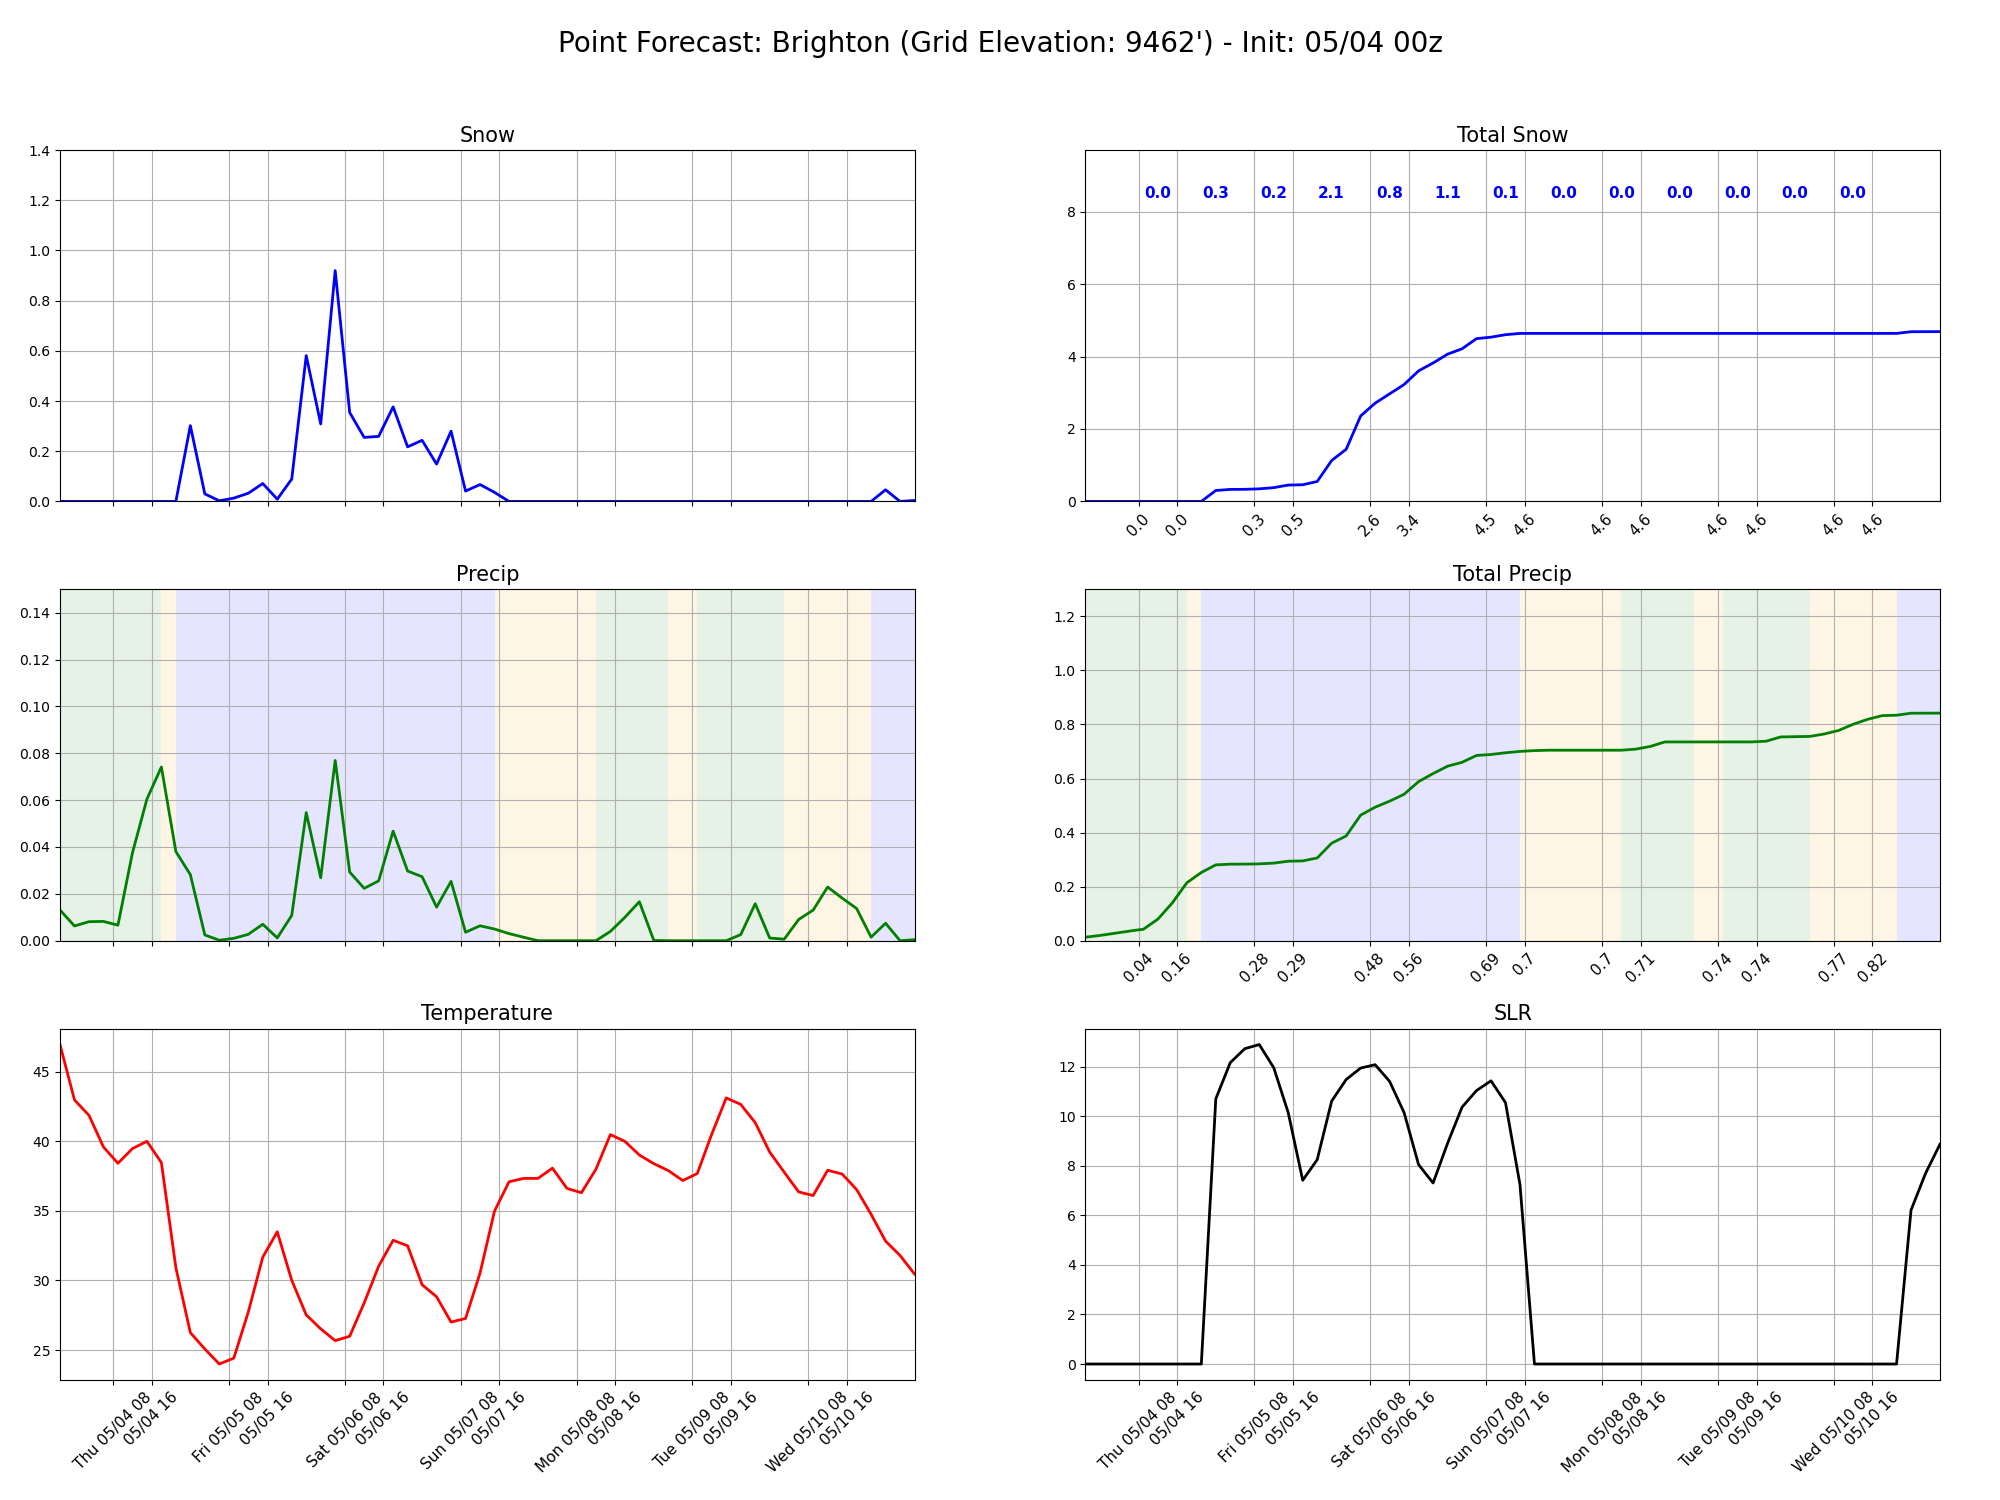 Point Forecast: Brighton (Grid Elevation: 9462') - Init: 05/04 00z
Snow
1.4
1.2
1.0
0.8
0.6
0.4
0.2
0.0
Total Snow
0.0 0.3 0.2 2.1 0.8 1.1 0.1 0.0 0.0 0.0 0.0 0.0 0.0
8
6
4
2
0
0.0 0.0 0.3 0.5 2.6 3.4 4.5 4.6 4.6 4.6 4.6 4.6 4.6 4.6
Precip
0.14
0.12
0.10
0.08
0.06
0.04
0.02
0.00
Total Precip
1.2
1.0
0.8
0.6
0.4
0.2
0.0
0.04 0.16 0.28 0.29 0.48 0.56 0.69 0.7 0.7 0.71 0.74 0.74 0.77 0.82
Temperature
45
40
35
30
25
Thu 05/04 08
05/04 16
Fri 05/05 08
05/05 16
Sat 05/06 08
05/06 16
Sun 05/07 08
05/07 16
Mon 05/08 08
05/08 16
Tue 05/09 08
05/09 16
Wed 05/10 08
05/10 16
SLR
12
10
8
6
4
2
0
Thu 05/04 08
05/04 16
Fri 05/05 08
05/05 16
Sat 05/06 08
05/06 16
Sun 05/07 08
05/07 16
Mon 05/08 08
05/08 16
Tue 05/09 08
05/09 16
Wed 05/10 08
05/10 16